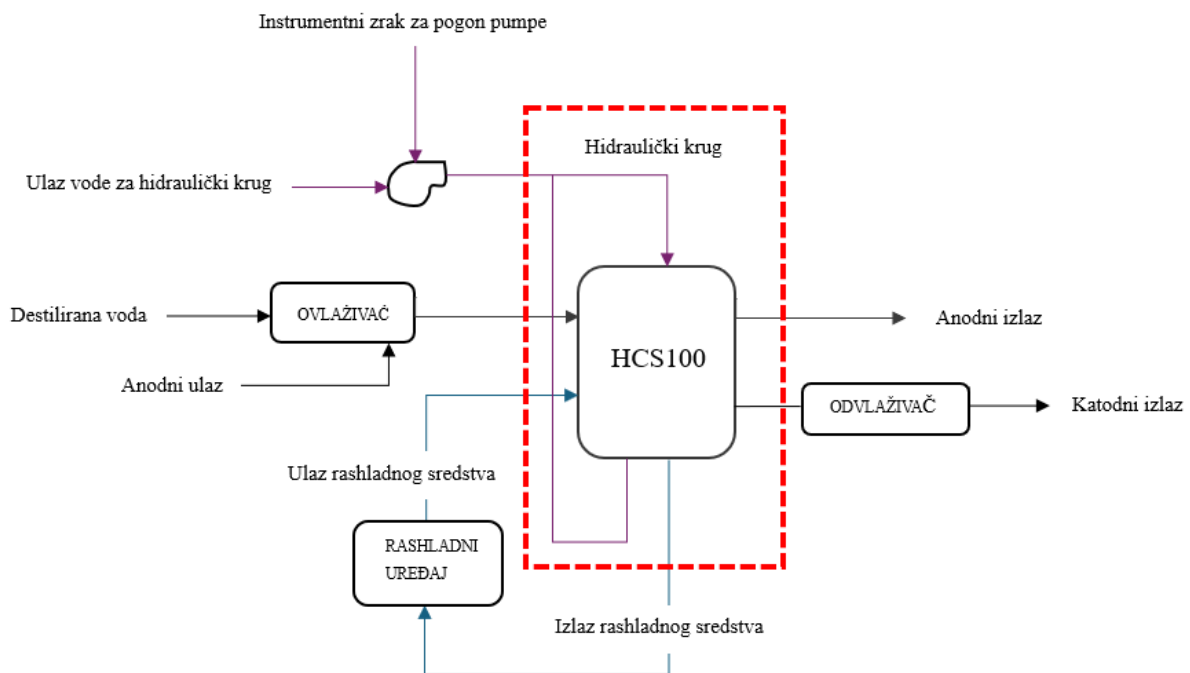 Instrumentni zrak za pogon pumpe
Hidraulički krug
Ulaz vode za hidraulički krug
Destilirana voda
OVLAŽIVAĆ
Anodni izlaz
HCS100
Anodni ulaz
ODVLAŽIVAČ
Katodni izlaz
Ulaz rashladnog sredstva
RASHLADNI
UREĐAJ
Izlaz rashladnog sredstva